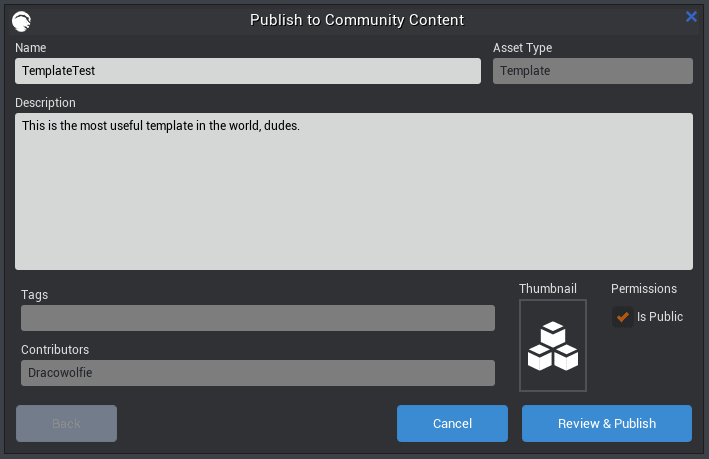 Publish to Community Content
Name
Asset Type
TemplateTest
Template
Description
This is the most useful template in the world, dudes.
Tags
Thumbnail
Permissions
Is Public
Contributors
Dracowolfie
Back
Cancel
Review & Publish